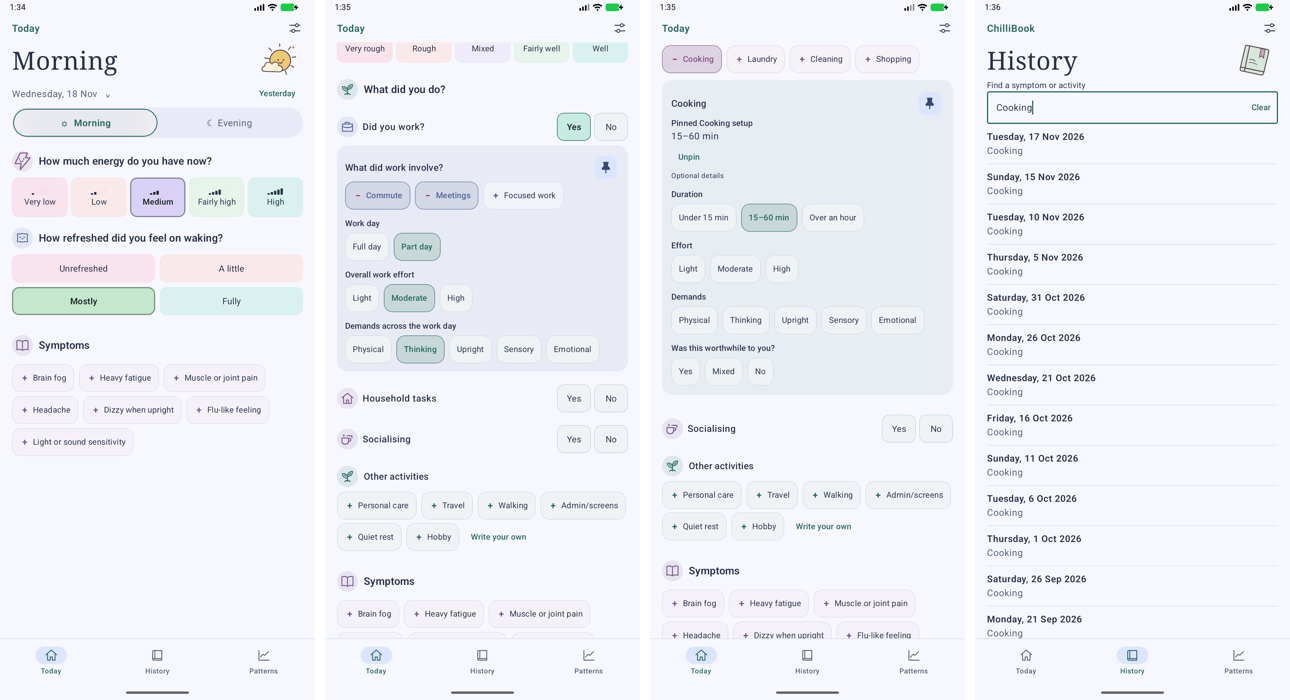 1:34
Today
Morning
Wednesday, 18 Nov
Yesterday
Morning
Evening
How much energy do you have now?
Very low
Low
Medium
Fairly high
High
How refreshed did you feel on waking?
Unrefreshed
A little
Mostly
Fully
Symptoms
+ Brain fog
+ Heavy fatigue
+ Muscle or joint pain
+ Headache
+ Dizzy when upright
+ Flu-like feeling
+ Light or sound sensitivity
Today
History
Patterns
1:35
Today
Very rough
Rough
Mixed
Fairly well
Well
What did you do?
Did you work?
Yes
No
What did work involve?
− Commute
− Meetings
+ Focused work
Work day
Full day
Part day
Overall work effort
Light
Moderate
High
Demands across the work day
Physical
Thinking
Upright
Sensory
Emotional
Household tasks
Yes
No
Socialising
Yes
No
Other activities
+ Personal care
+ Travel
+ Walking
+ Admin/screens
+ Quiet rest
+ Hobby
Write your own
Symptoms
+ Brain fog
+ Heavy fatigue
+ Muscle or joint pain
Today
History
Patterns
1:35
Today
− Cooking
+ Laundry
+ Cleaning
+ Shopping
Cooking
Pinned Cooking setup
15–60 min
Unpin
Optional details
Duration
Under 15 min
15–60 min
Over an hour
Effort
Light
Moderate
High
Demands
Physical
Thinking
Upright
Sensory
Emotional
Was this worthwhile to you?
Yes
Mixed
No
Socialising
Yes
No
Other activities
+ Personal care
+ Travel
+ Walking
+ Admin/screens
+ Quiet rest
+ Hobby
Write your own
Symptoms
+ Brain fog
+ Heavy fatigue
+ Muscle or joint pain
+ Headache
+ Dizzy when upright
+ Flu-like feeling
Today
History
Patterns
1:36
ChilliBook
History
Find a symptom or activity
Cooking
Clear
Tuesday, 17 Nov 2026
Cooking
Sunday, 15 Nov 2026
Cooking
Tuesday, 10 Nov 2026
Cooking
Thursday, 5 Nov 2026
Cooking
Saturday, 31 Oct 2026
Cooking
Monday, 26 Oct 2026
Cooking
Wednesday, 21 Oct 2026
Cooking
Friday, 16 Oct 2026
Cooking
Sunday, 11 Oct 2026
Cooking
Tuesday, 6 Oct 2026
Cooking
Thursday, 1 Oct 2026
Cooking
Saturday, 26 Sep 2026
Cooking
Monday, 21 Sep 2026
Cooking
Today
History
Patterns